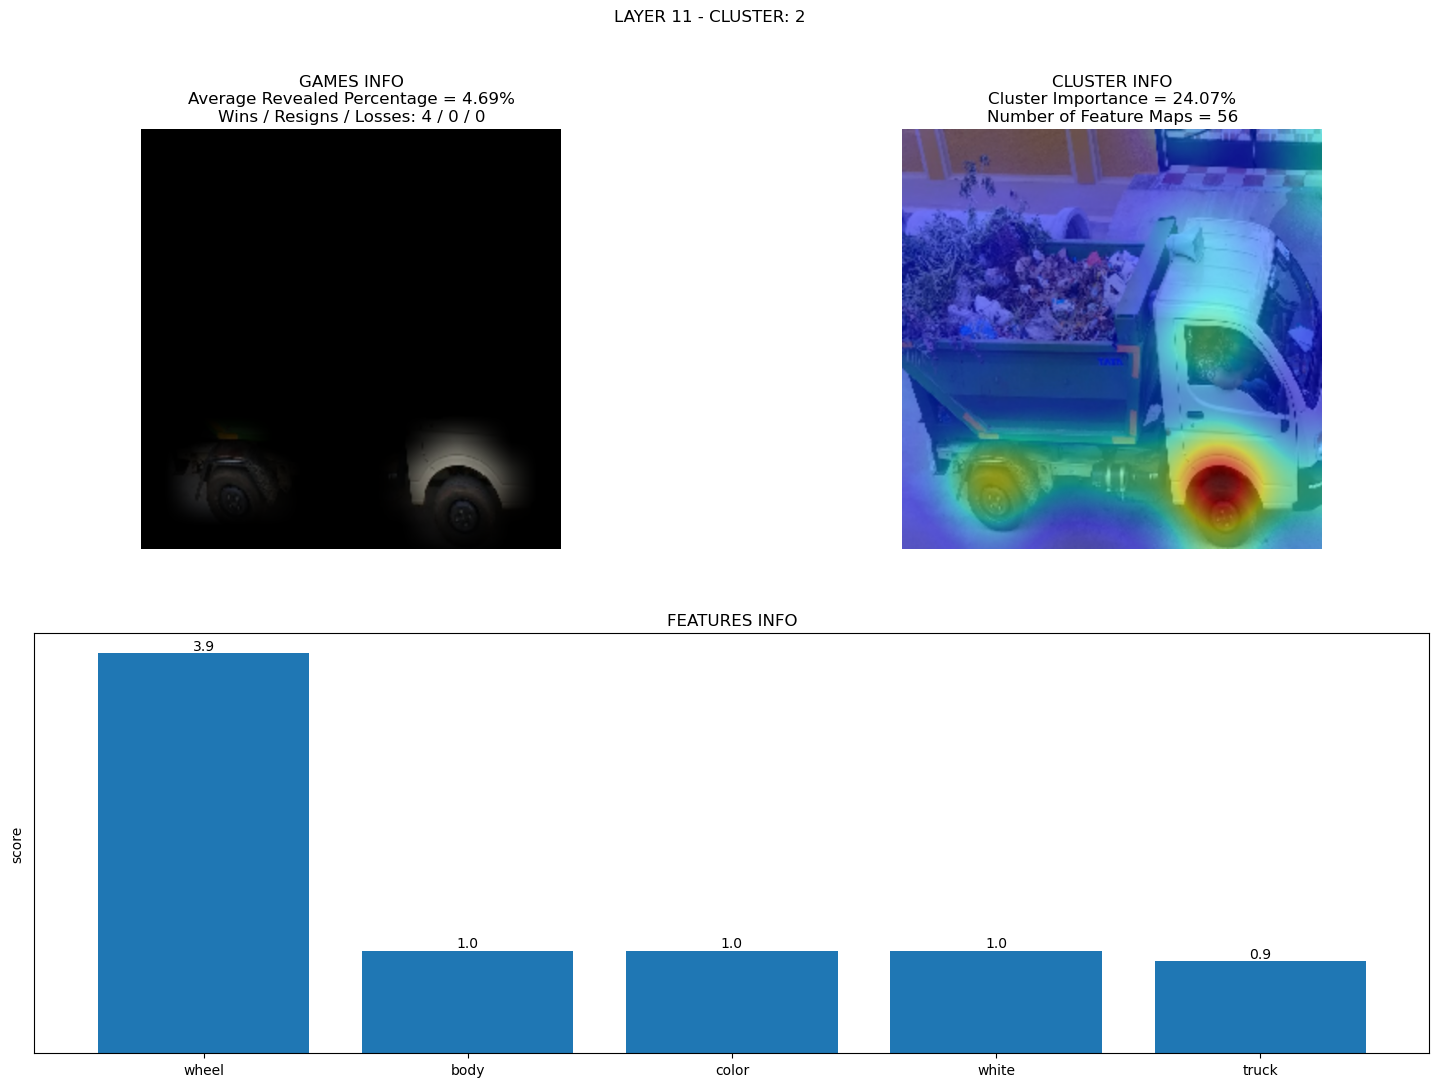 LAYER 11 - CLUSTER: 2
GAMES INFO
Average Revealed Percentage = 4.69%
Wins / Resigns / Losses: 4 / 0 / 0
CLUSTER INFO
Cluster Importance = 24.07%
Number of Feature Maps = 56
FEATURES INFO
score
3.9
1.0
1.0
1.0
0.9
wheel
body
color
white
truck